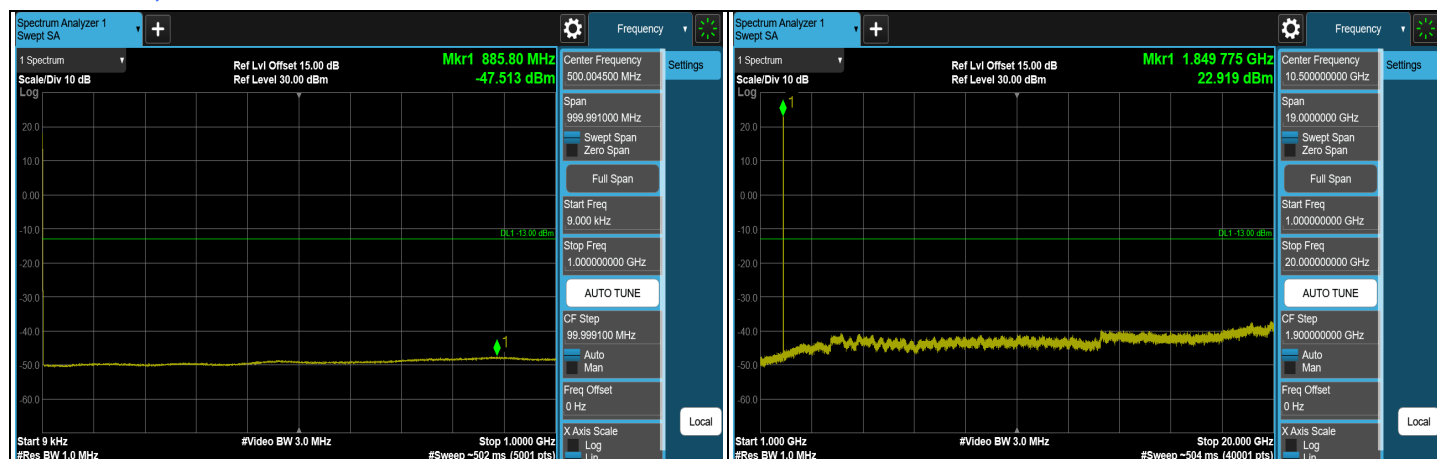 Spectrum Analyzer 1
Swept SA
+
Frequency
1 Spectrum
Scale/Div 10 dB
Log
Ref Lvl Offset 15.00 dB
Ref Level 30.00 dBm
Mkr1 885.80 MHz
-47.513 dBm
1
20.0
10.0
0.00
-10.0
-20.0
-30.0
-40.0
-50.0
-60.0
DL1 -13.00 dBm
Start 9 kHz
#Res BW 1.0 MHz
#Video BW 3.0 MHz
Stop 1.0000 GHz
#Sweep ~502 ms (5001 pts)
Center Frequency
500.004500 MHz
Settings
Span
999.991000 MHz
Swept Span
Zero Span
Full Span
Start Freq
9.000 kHz
Stop Freq
1.000000000 GHz
AUTO TUNE
CF Step
99.999100 MHz
Auto
Man
Freq Offset
0 Hz
X Axis Scale
Log
Lin
Local
Spectrum Analyzer 1
Swept SA
+
Frequency
1 Spectrum
Scale/Div 10 dB
Log
Ref Lvl Offset 15.00 dB
Ref Level 30.00 dBm
Mkr1 1.849 775 GHz
22.919 dBm
1
20.0
10.0
0.00
-10.0
-20.0
-30.0
-40.0
-50.0
-60.0
DL1 -13.00 dBm
Start 1.000 GHz
#Res BW 1.0 MHz
#Video BW 3.0 MHz
Stop 20.000 GHz
#Sweep ~504 ms (40001 pts)
Center Frequency
10.500000000 GHz
Settings
Span
19.0000000 GHz
Swept Span
Zero Span
Full Span
Start Freq
1.000000000 GHz
Stop Freq
20.000000000 GHz
AUTO TUNE
CF Step
1.900000000 GHz
Auto
Man
Freq Offset
0 Hz
X Axis Scale
Log
Lin
Local